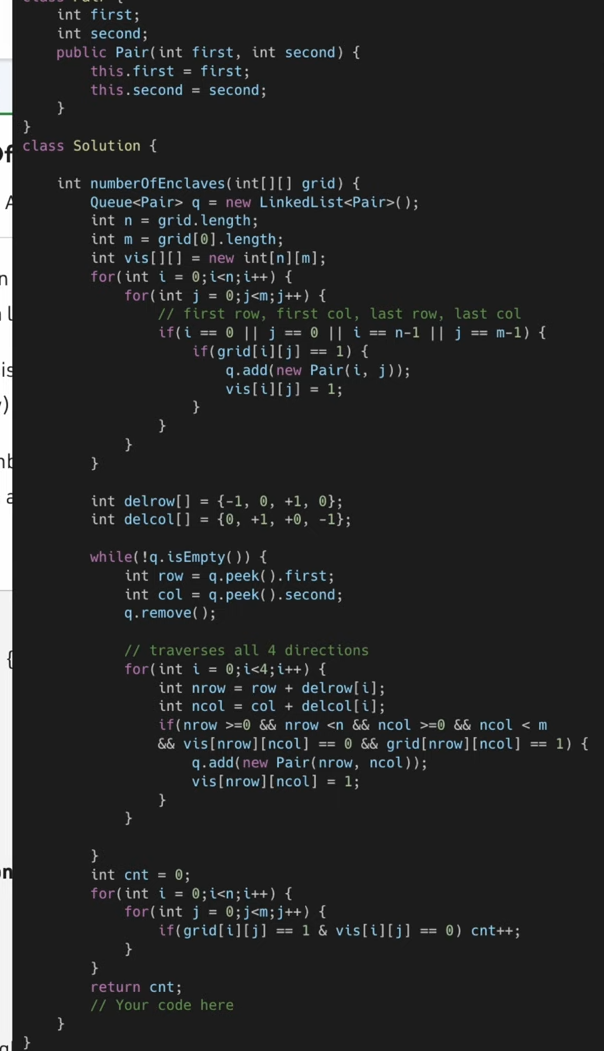 class Pair {
    int first;
    int second;
    public Pair(int first, int second) {
        this.first = first;
        this.second = second;
    }
}
class Solution {

    int numberOfEnclaves(int[][] grid) {
        Queue<Pair> q = new LinkedList<Pair>();
        int n = grid.length;
        int m = grid[0].length;
        int vis[][] = new int[n][m];
        for(int i = 0;i<n;i++) {
            for(int j = 0;j<m;j++) {
                // first row, first col, last row, last col
                if(i == 0 || j == 0 || i == n-1 || j == m-1) {
                    if(grid[i][j] == 1) {
                        q.add(new Pair(i, j));
                        vis[i][j] = 1;
                    }
                }
            }
        }

        int delrow[] = {-1, 0, +1, 0};
        int delcol[] = {0, +1, +0, -1};

        while(!q.isEmpty()) {
            int row = q.peek().first;
            int col = q.peek().second;
            q.remove();

            // traverses all 4 directions
            for(int i = 0;i<4;i++) {
                int nrow = row + delrow[i];
                int ncol = col + delcol[i];
                if(nrow >=0 && nrow <n && ncol >=0 && ncol < m
                && vis[nrow][ncol] == 0 && grid[nrow][ncol] == 1) {
                    q.add(new Pair(nrow, ncol));
                    vis[nrow][ncol] = 1;
                }
            }

        }
        int cnt = 0;
        for(int i = 0;i<n;i++) {
            for(int j = 0;j<m;j++) {
                if(grid[i][j] == 1 & vis[i][j] == 0) cnt++;
            }
        }
        return cnt;
        // Your code here
    }
}